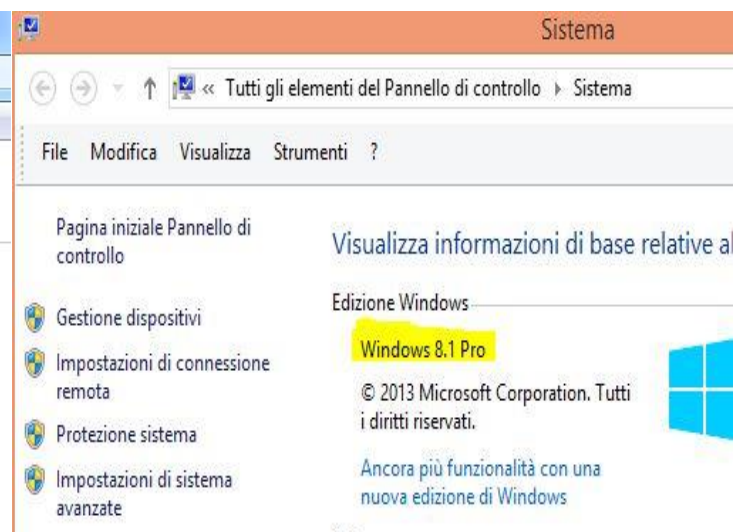 Sistema
« Tutti gli elementi del Pannello di controllo Sistema
File Modifica Visualizza Strumenti ?
Pagina iniziale Pannello di
controllo
Gestione dispositivi
Impostazioni di connessione
remota
Protezione sistema
Impostazioni di sistema
avanzate
Visualizza informazioni di base relative al
Edizione Windows
Windows 8.1 Pro
© 2013 Microsoft Corporation. Tutti
i diritti riservati.
Ancora più funzionalità con una
nuova edizione di Windows